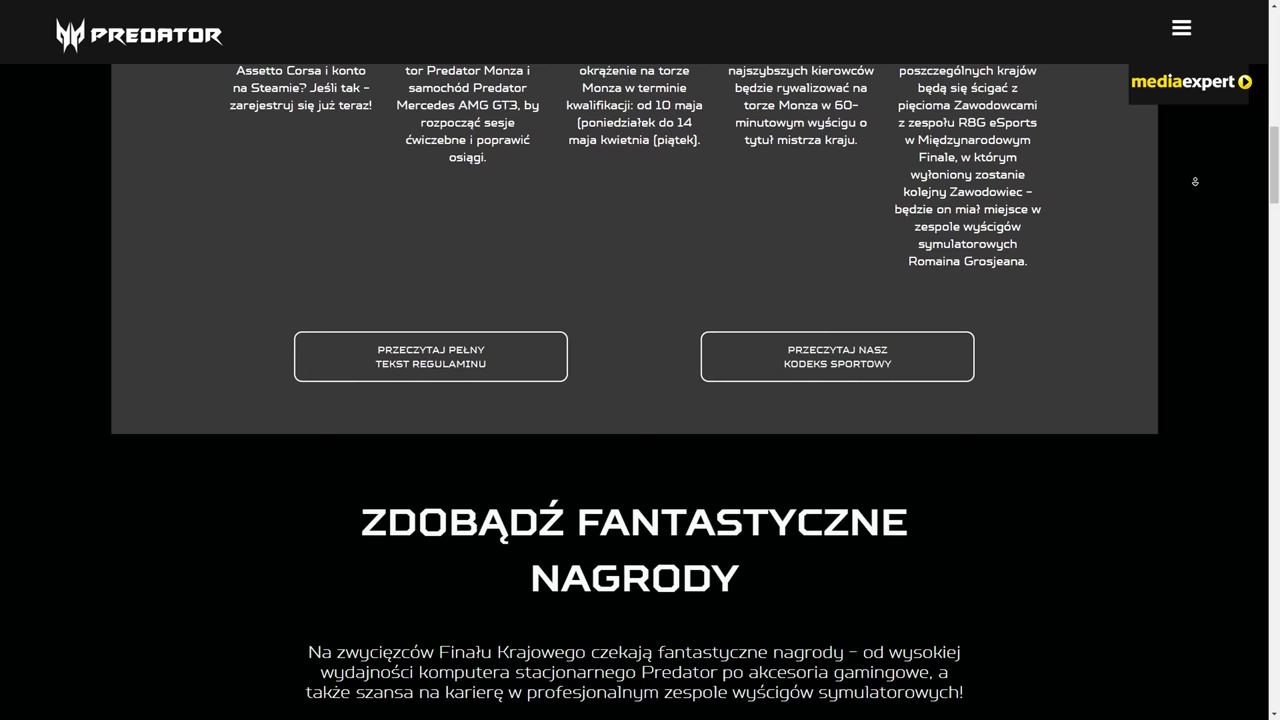 PREDATOR
mediaexpert
Assetto Corsa i konto
na Steamie? Jeśli tak -
zarejestruj się już teraz!
tor Predator Monza i
samochód Predator
Mercedes AMG GT3, by
rozpocząć sesje
ćwiczebne i poprawić
osiągi.
okrążenie na torze
Monza w terminie
kwalifikacji: od 10 maja
(poniedziałek do 14
maja kwietnia (piątek).
najszybszych kierowców
będzie rywalizować na
torze Monza w 60-
minutowym wyścigu o
tytuł mistrza kraju.
poszczególnych krajów
będą się ścigać z
pięcioma Zawodowcami
z zespołu R8G eSports
w Międzynarodowym
Finale, w którym
wyłoniony zostanie
kolejny Zawodowiec -
będzie on miał miejsce w
zespole wyścigów
symulatorowych
Romaina Grosjeana.
PRZECZYTAJ PEŁNY
TEKST REGULAMINU
PRZECZYTAJ NASZ
KODEKS SPORTOWY
ZDOBĄDŹ FANTASTYCZNE
NAGRODY
Na zwycięzców Finału Krajowego czekają fantastyczne nagrody - od wysokiej
wydajności komputera stacjonarnego Predator po akcesoria gamingowe, a
także szansa na karierę w profesjonalnym zespole wyścigów symulatorowych!